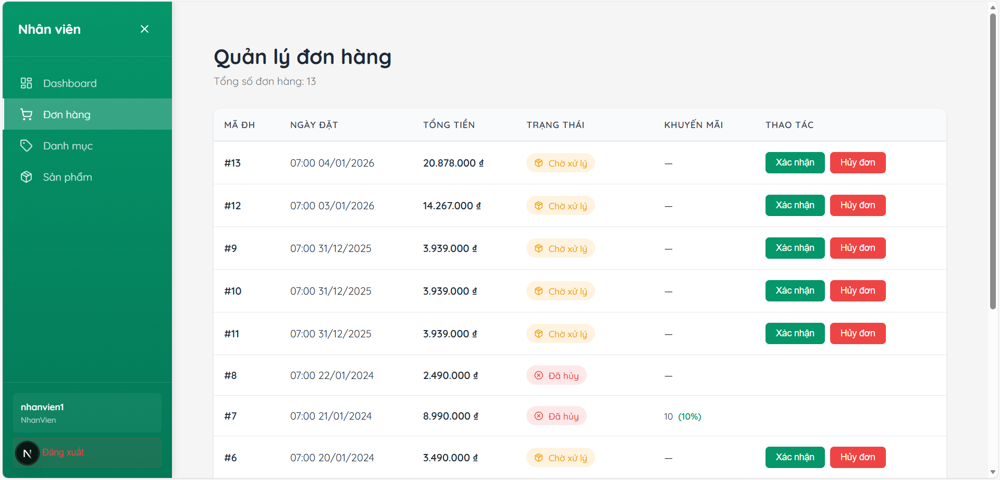 Nhân viên
Dashboard
Đơn hàng
Danh mục
Sản phẩm
nhanvien1
NhanVien
N
Đăng xuất
Quản lý đơn hàng
Tổng số đơn hàng: 13
MÃ ĐH NGÀY ĐẶT TỔNG TIỀN TRẠNG THÁI KHUYẾN MÃI THAO TÁC
#13 07:00 04/01/2026 20.878.000 ₫ Chờ xử lý — Xác nhận Hủy đơn
#12 07:00 03/01/2026 14.267.000 ₫ Chờ xử lý — Xác nhận Hủy đơn
#9 07:00 31/12/2025 3.939.000 ₫ Chờ xử lý — Xác nhận Hủy đơn
#10 07:00 31/12/2025 3.939.000 ₫ Chờ xử lý — Xác nhận Hủy đơn
#11 07:00 31/12/2025 3.939.000 ₫ Chờ xử lý — Xác nhận Hủy đơn
#8 07:00 22/01/2024 2.490.000 ₫ Đã hủy —
#7 07:00 21/01/2024 8.990.000 ₫ Đã hủy 10 (10%)
#6 07:00 20/01/2024 3.490.000 ₫ Chờ xử lý — Xác nhận Hủy đơn